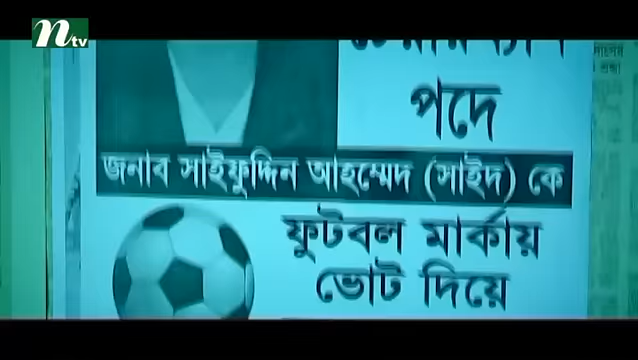 ntv
পদে
জনাব সাইফুদ্দিন আহম্মেদ (সাইদ) কে
ফুটবল মার্কায়
ভোট দিয়ে